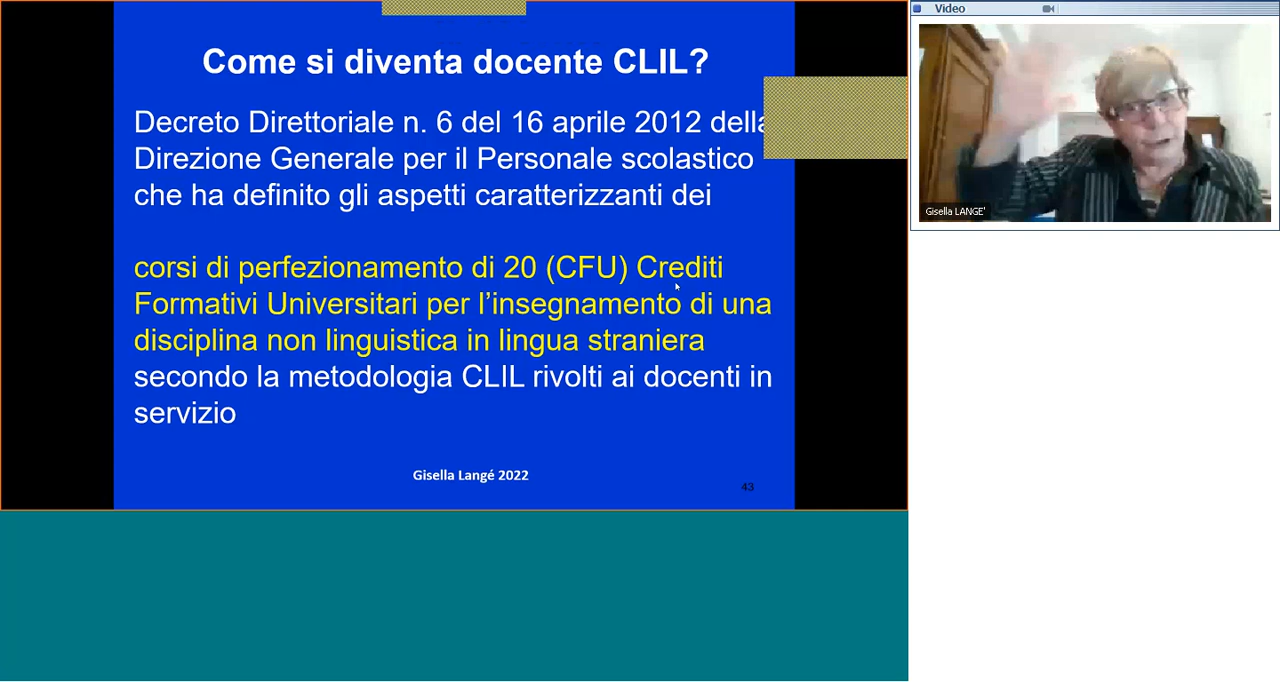 Come si diventa docente CLIL?
Decreto Direttoriale n. 6 del 16 aprile 2012 della
Direzione Generale per il Personale scolastico
che ha definito gli aspetti caratterizzanti dei
corsi di perfezionamento di 20 (CFU) Crediti
Formativi Universitari per l’insegnamento di una
disciplina non linguistica in lingua straniera
secondo la metodologia CLIL rivolti ai docenti in
servizio
Gisella Langé 2022
43
Video
Gisella LANGE'